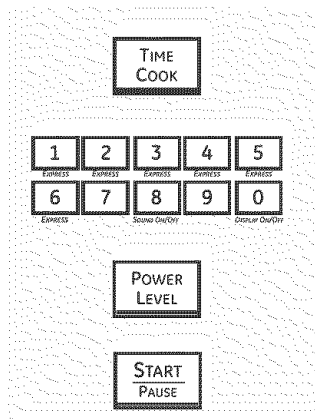 TIME
COOK
1 2 3 4 5
EXPRESS EXPRESS EXPRESS EXPRESS EXPRESS
6 7 8 9 0
EXPRESS SOUND ON/OFF DISPLAY ON/OFF
POWER
LEVEL
START
PAUSE